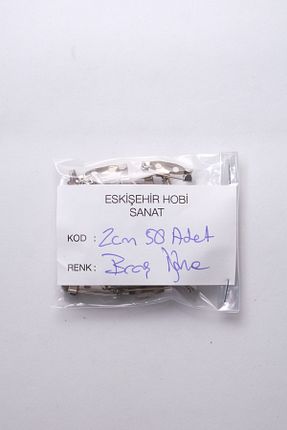 ESKİŞEHİR HOBİ
SANAT
KOD : 2cm 50 Adet
RENK : Broş İğne